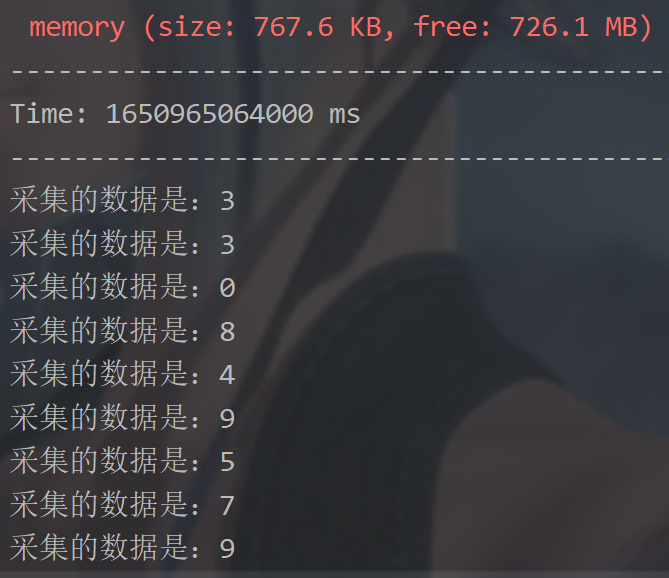 memory (size: 767.6 KB, free: 726.1 MB)
-------------------------------------------
Time: 1650965064000 ms
-------------------------------------------
采集的数据是：3
采集的数据是：3
采集的数据是：0
采集的数据是：8
采集的数据是：4
采集的数据是：9
采集的数据是：5
采集的数据是：7
采集的数据是：9